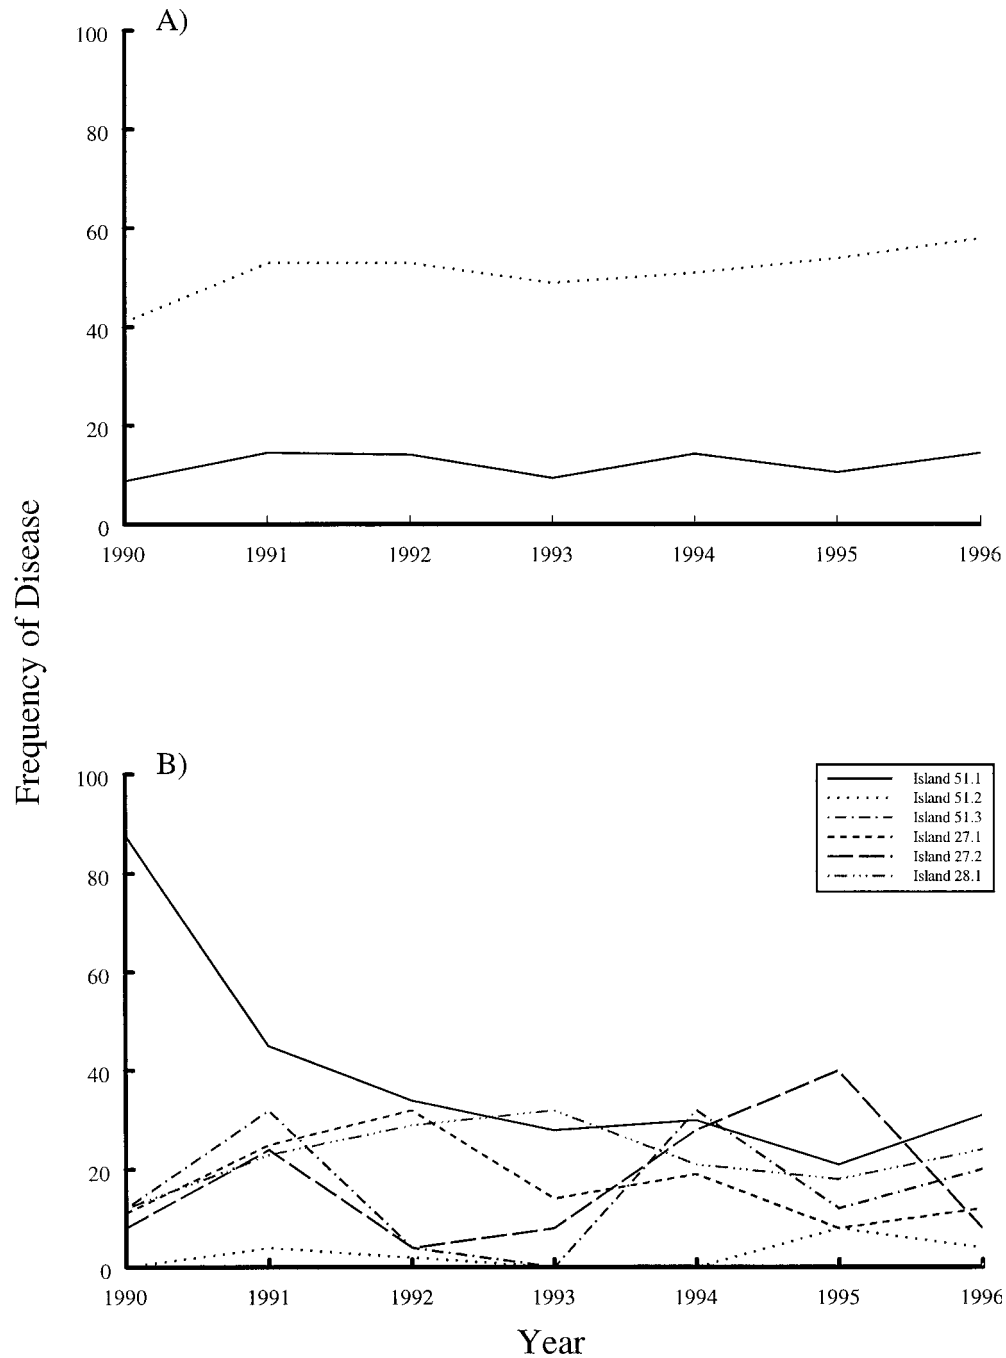 A)
100
80
60
40
20
0
1990 1991 1992 1993 1994 1995 1996
Frequency of Disease
B)
100
80
60
40
20
0
Island 51.1
Island 51.2
Island 51.3
Island 27.1
Island 27.2
Island 28.1
1990 1991 1992 1993 1994 1995 1996
Year